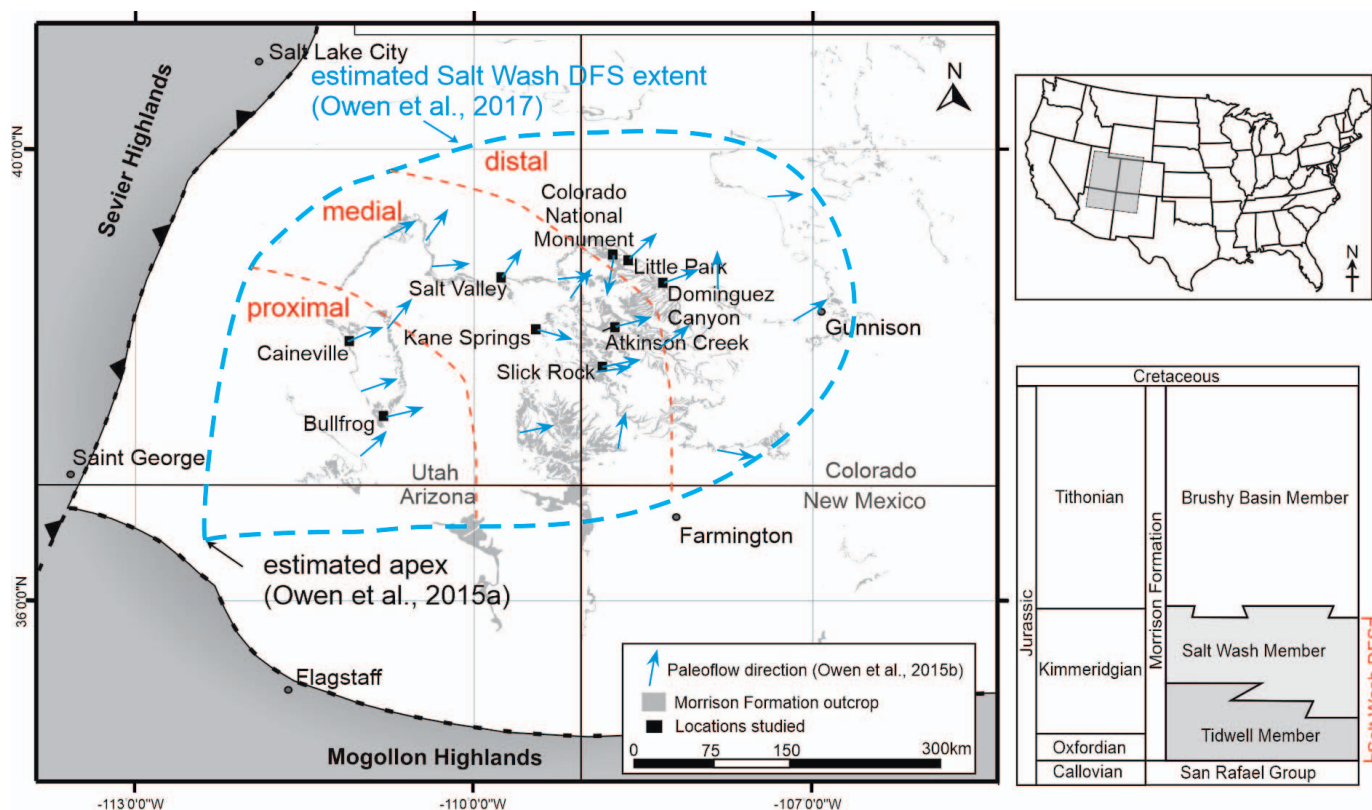 Salt Lake City
estimated Salt Wash DFS extent
(Owen et al., 2017)
N
Sevier Highlands
40°0'0"N
distal
medial
proximal
Colorado
National
Monument
Little Park
Salt Valley
Dominguez
Canyon
Gunnison
Kane Springs
Atkinson Creek
Caineville
Slick Rock
Bullfrog
Saint George
Utah
Arizona
Colorado
New Mexico
Farmington
estimated apex
(Owen et al., 2015a)
36°0'0"N
Flagstaff
Mogollon Highlands
Paleoflow direction (Owen et al., 2015b)
Morrison Formation outcrop
Locations studied
0 75 150 300km
-113°0'0"W
-110°0'0"W
-107°0'0"W
N
Cretaceous
Jurassic
Tithonian
Kimmeridgian
Oxfordian
Callovian
Morrison Formation
Brushy Basin Member
Salt Wash Member
Tidwell Member
San Rafael Group
Salt Wash DFS